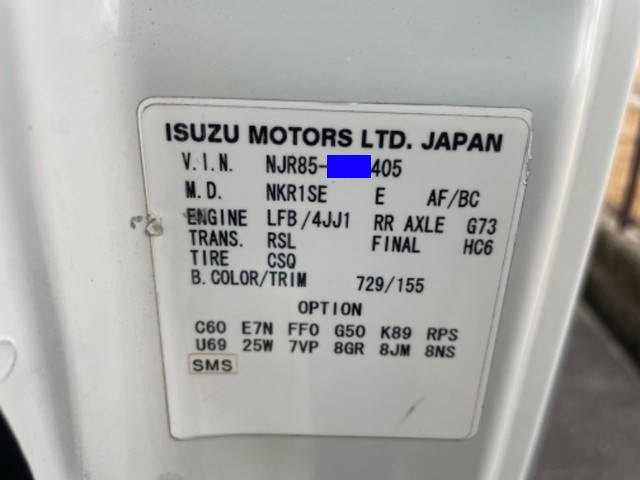 ISUZU MOTORS LTD. JAPAN
V.I.N. NJR85- 405
M.D. NKR1SE E AF/BC
ENGINE LFB/4JJ1 RR AXLE G73
TRANS. RSL FINAL HC6
TIRE CSQ
B.COLOR/TRIM 729/155
OPTION
C60 E7N FF0 G50 K89 RPS
U69 25W 7VP 8GR 8JM 8NS
SMS